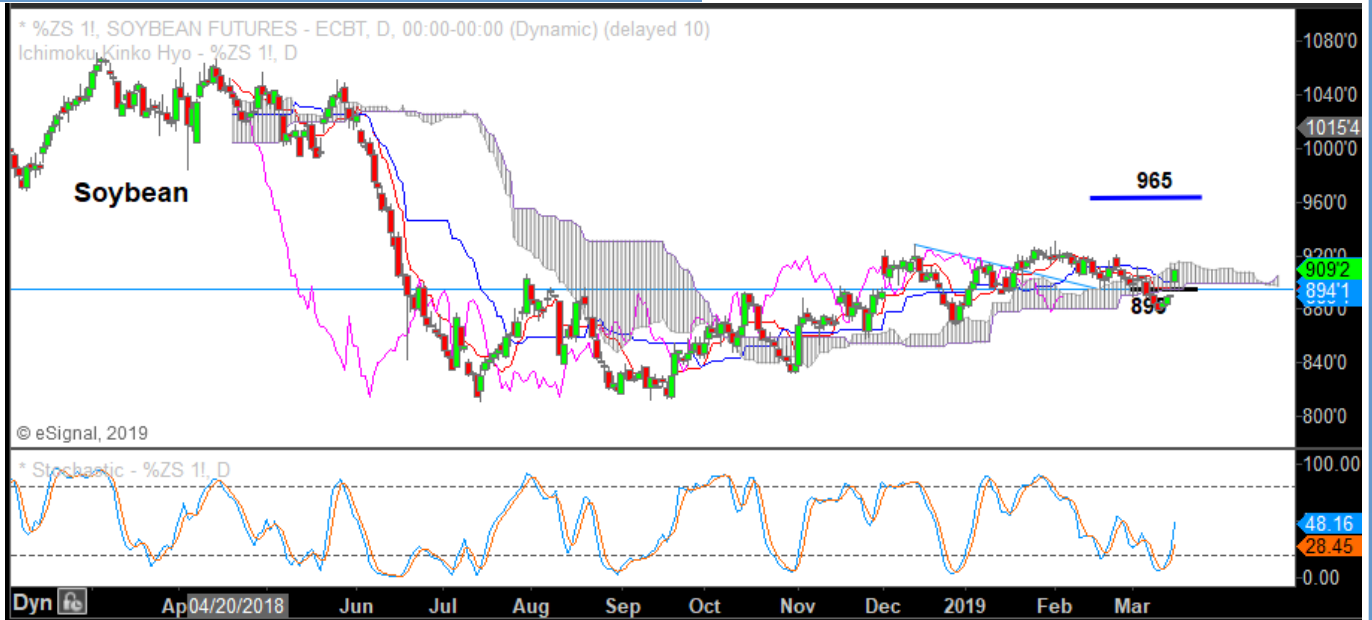 * %ZS 1!, SOYBEAN FUTURES - ECBT, D, 00:00-00:00 (Dynamic) (delayed 10)
Ichimoku Kinko Hyo - %ZS 1!, D
Soybean
965
1080'0
1040'0
1015'4
1000'0
960'0
920'0
909'2
894'1
880'0
840'0
800'0
© eSignal, 2019
* Stochastic - %ZS 1!, D
100.00
48.16
28.45
0.00
Dyn
04/20/2018 Jun Jul Aug Sep Oct Nov Dec 2019 Feb Mar